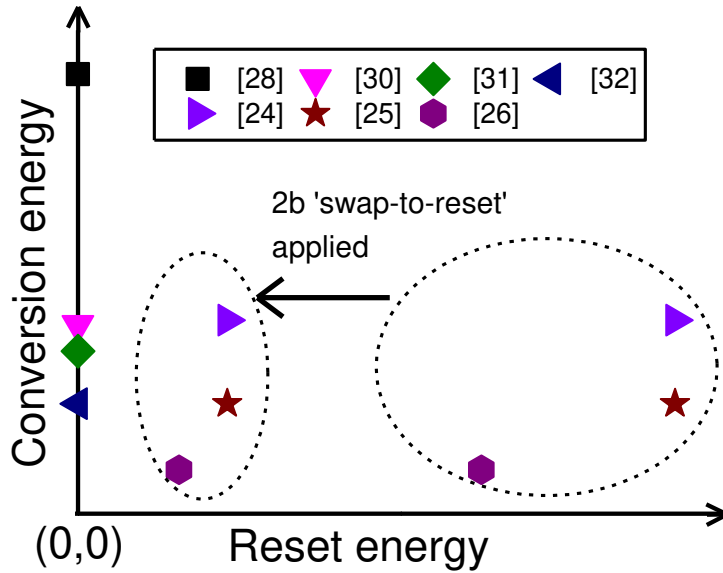 [28] [30] [31] [32]
[24] [25] [26]
2b 'swap-to-reset'
applied
Conversion energy
(0,0)
Reset energy